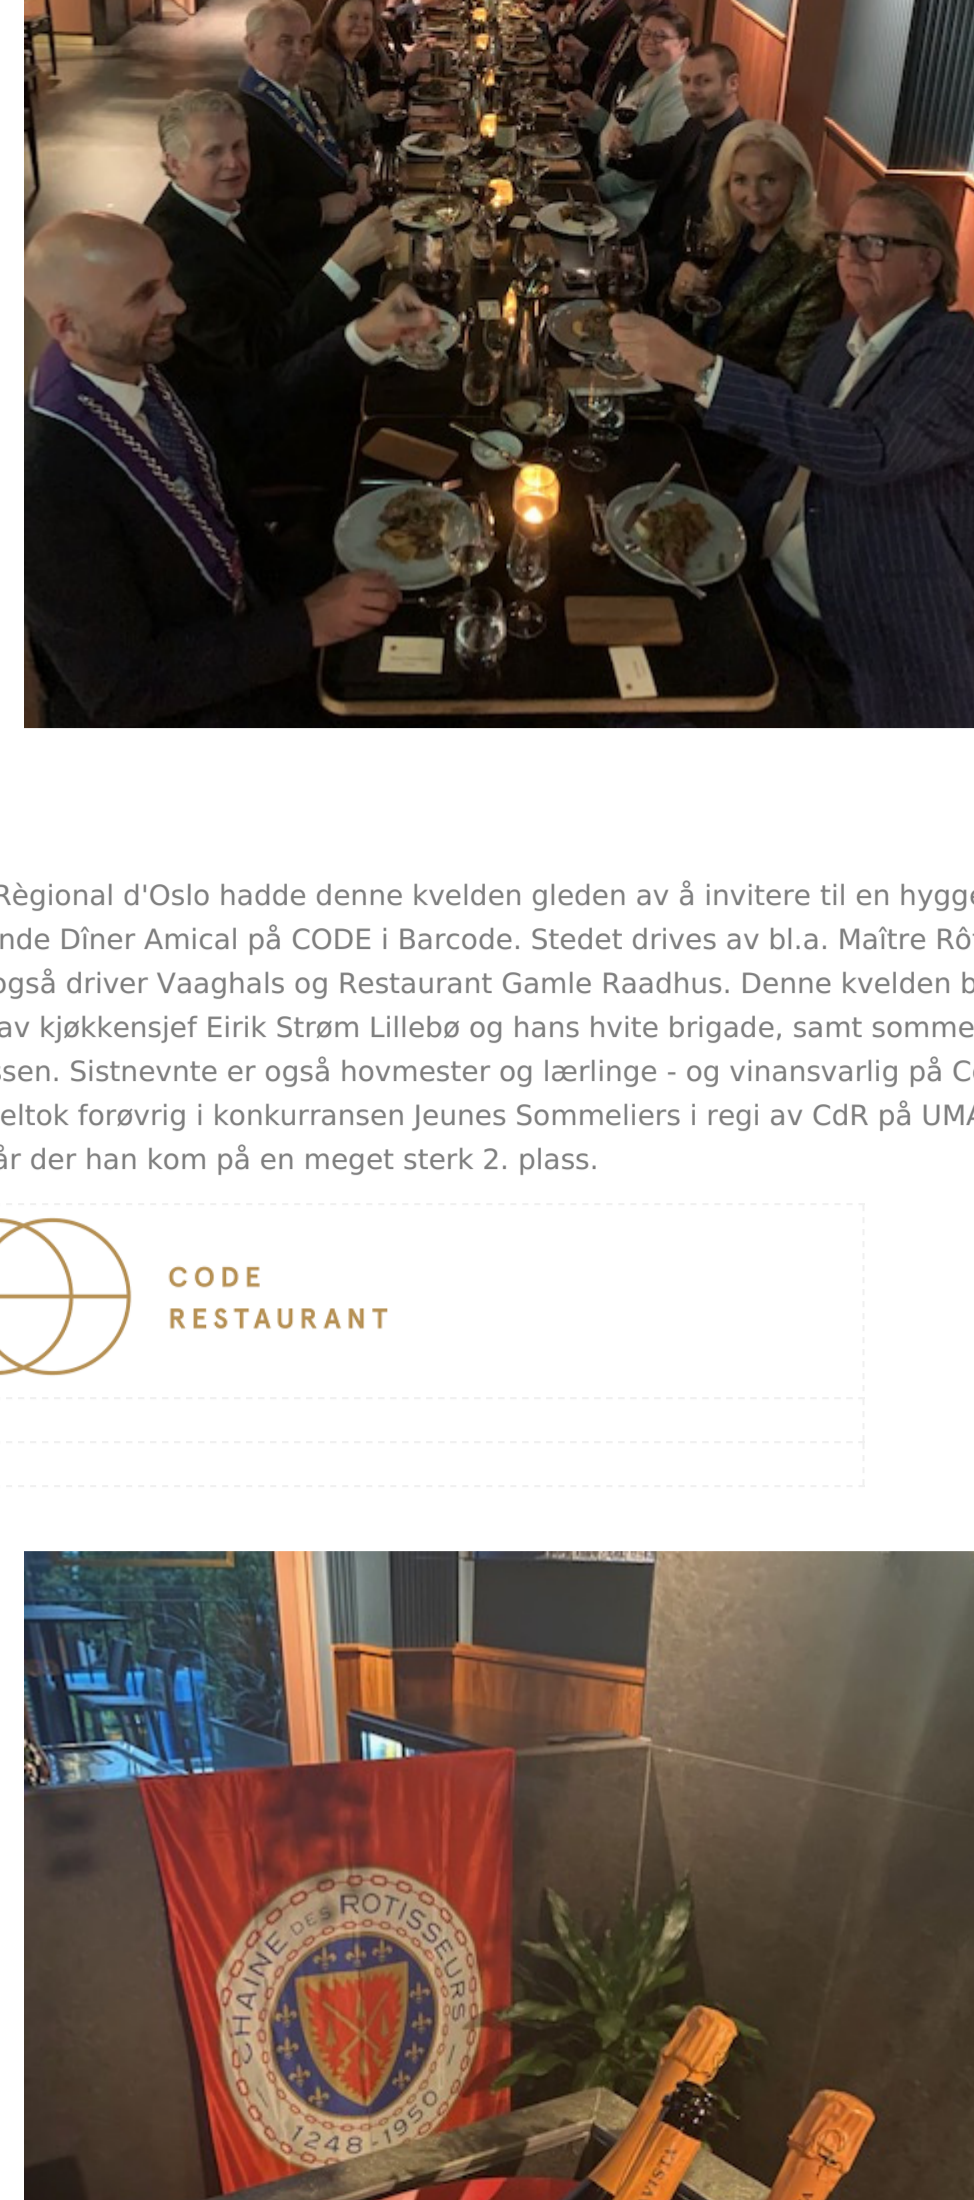 Règional d'Oslo hadde denne kvelden gleden av å invitere til en hygge
nde Dîner Amical på CODE i Barcode. Stedet drives av bl.a. Maître Rôt
også driver Vaaghals og Restaurant Gamle Raadhus. Denne kvelden b
av kjøkkensjef Eirik Strøm Lillebø og hans hvite brigade, samt somme
ssen. Sistnevnte er også hovmester og lærlinge - og vinansvarlig på Co
eltok forøvrig i konkurransen Jeunes Sommeliers i regi av CdR på UMA
år der han kom på en meget sterk 2. plass.
CODE
RESTAURANT
CHAINE DES ROTISSEURS
1248-1950
VISTA